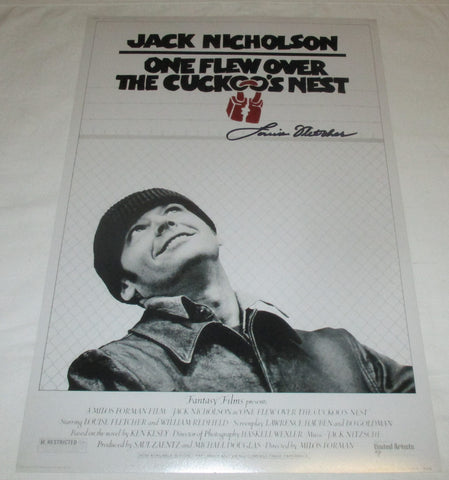 JACK NICHOLSON
ONE FLEW OVER
THE CUCKOO'S NEST
Louise Fletcher
Fantasy Films presents
A MILOS FORMAN FILM JACK NICHOLSON in "ONE FLEW OVER THE CUCKOO'S NEST"
Starring LOUISE FLETCHER and WILLIAM REDFIELD Screenplay LAWRENCE HAUBEN and BO GOLDMAN
Based on the novel by KEN KESEY Director of Photography HASKELL WEXLER Music JACK NITZSCHE
Produced by SAUL ZAENTZ and MICHAEL DOUGLAS Directed by MILOS FORMAN
R RESTRICTED
United Artists